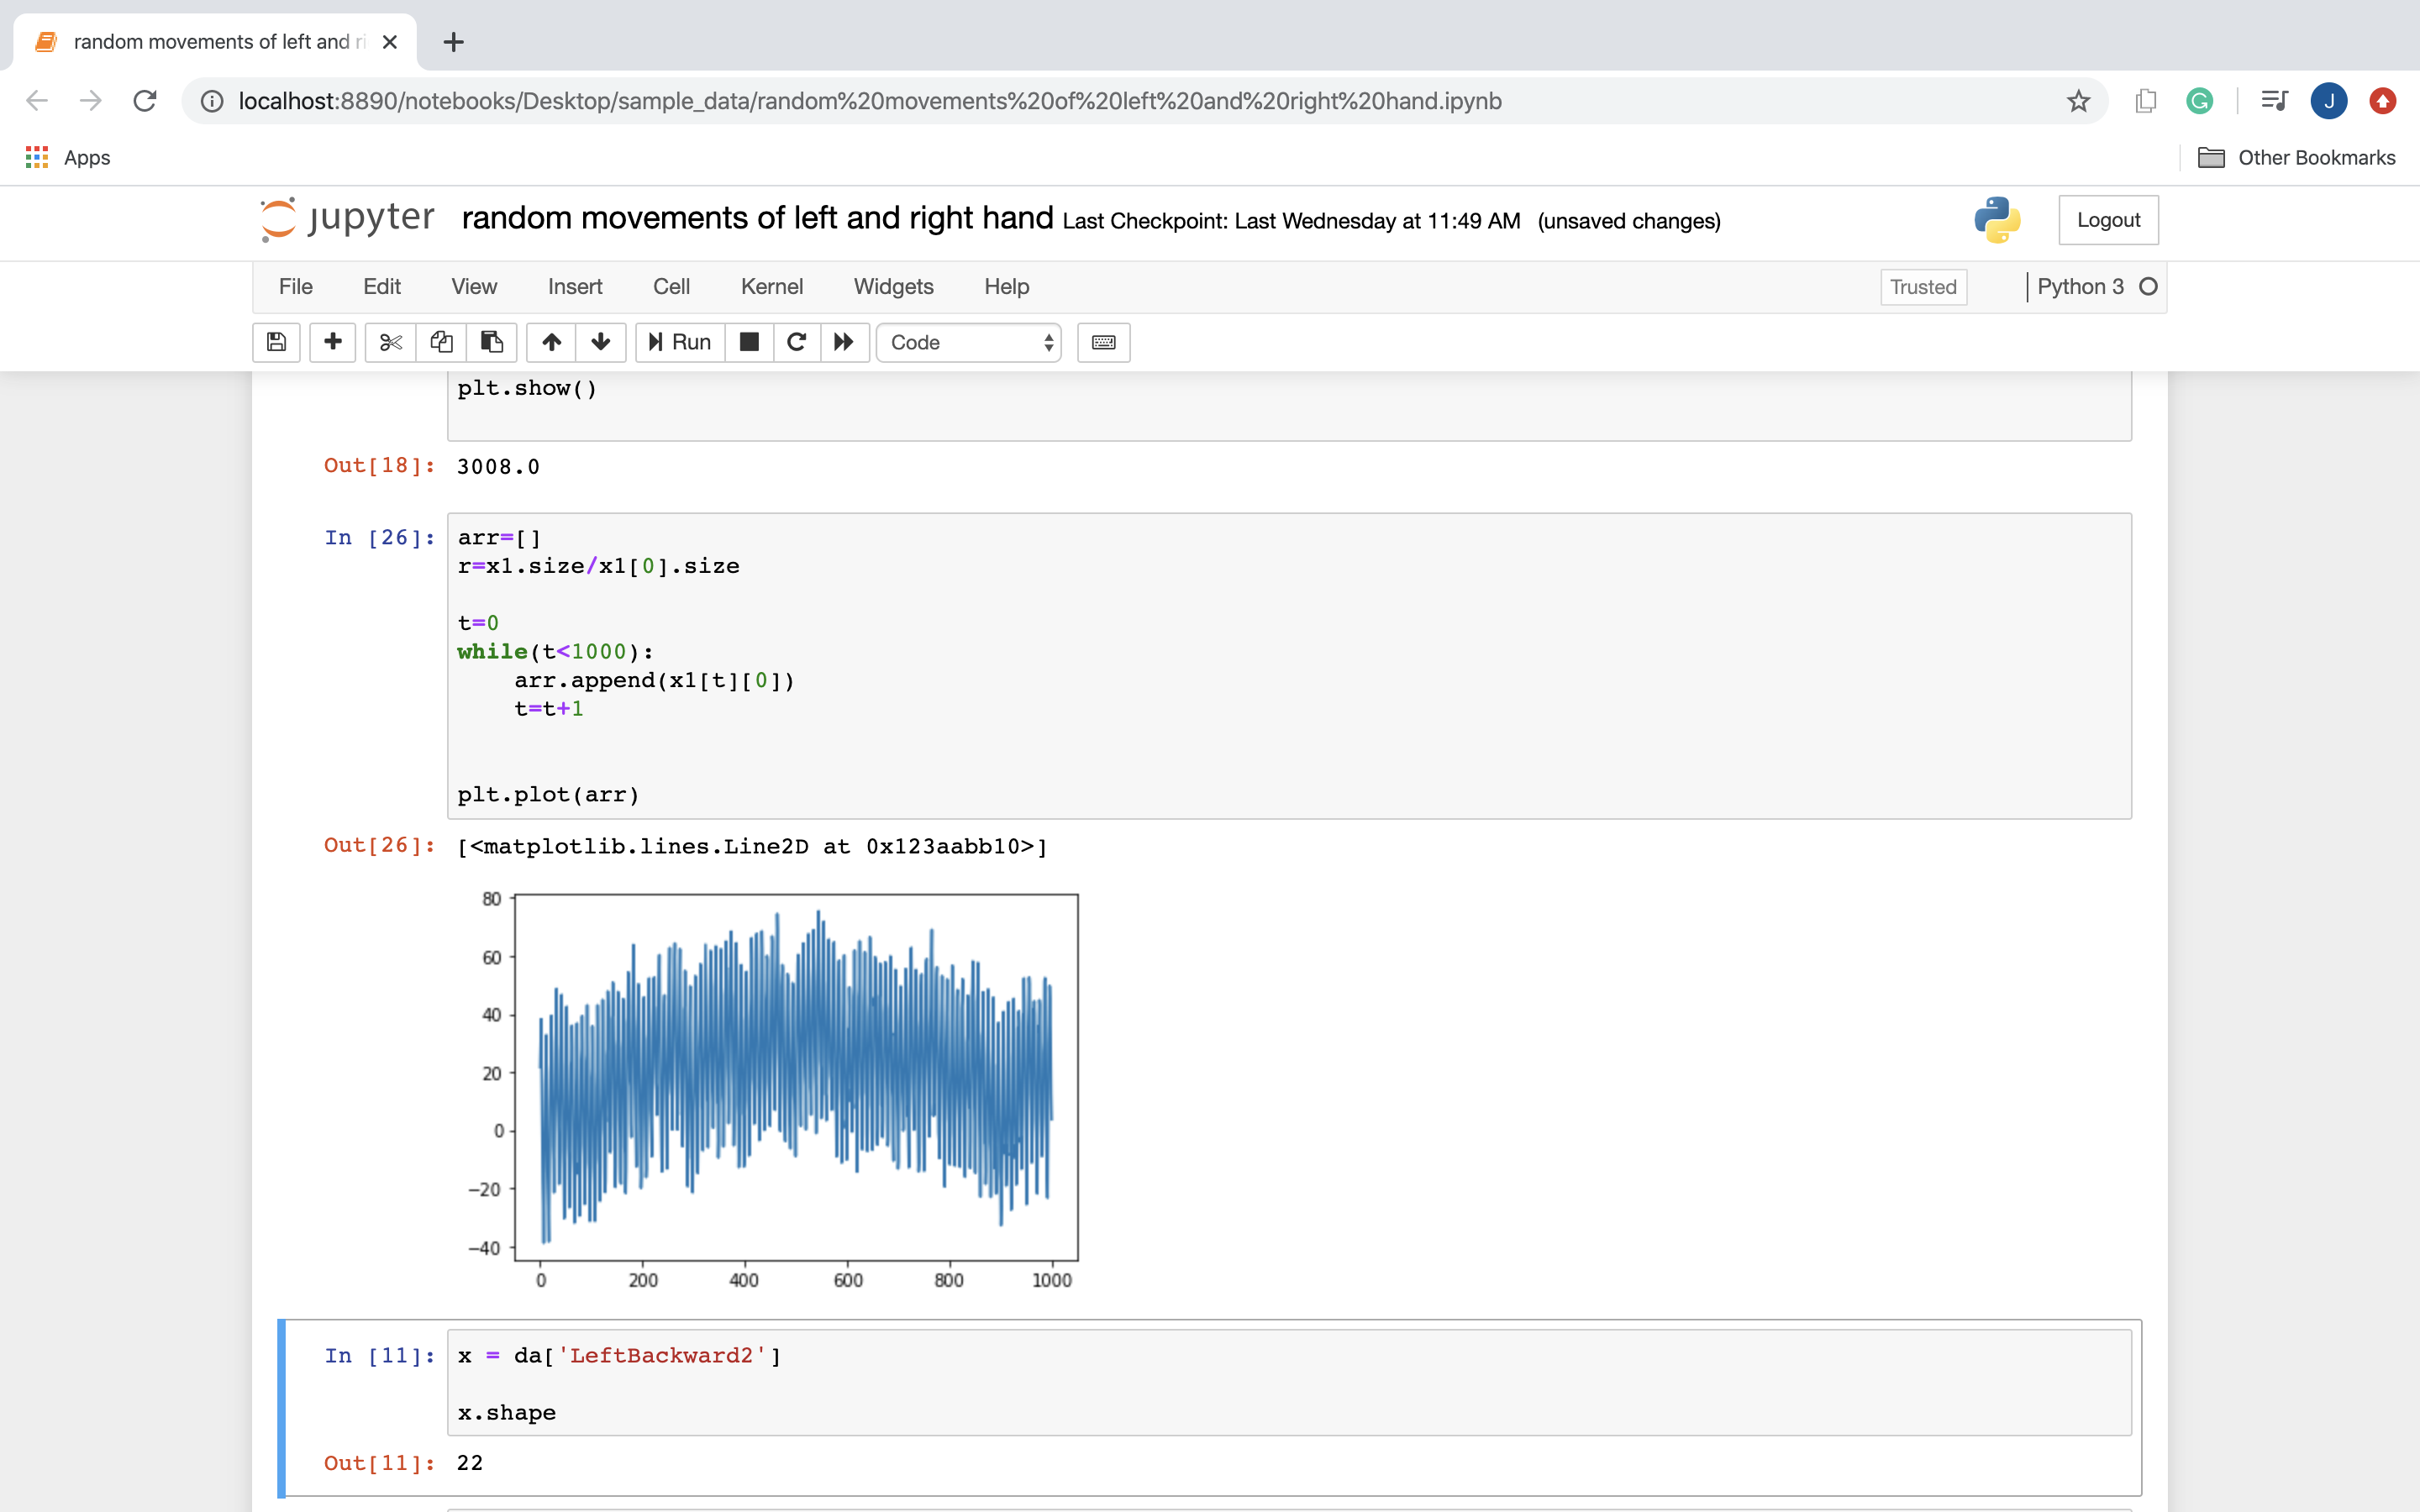 random movements of left and ri
localhost:8890/notebooks/Desktop/sample_data/random%20movements%20of%20left%20and%20right%20hand.ipynb
G
J
Apps
Other Bookmarks
jupyter random movements of left and right hand Last Checkpoint: Last Wednesday at 11:49 AM (unsaved changes)
Logout
File Edit View Insert Cell Kernel Widgets Help
Trusted
Python 3
Run
Code
plt.show()
Out[18]: 3008.0
In [26]: arr=[]
r=x1.size/x1[0].size
t=0
while(t<1000):
    arr.append(x1[t][0])
    t=t+1
plt.plot(arr)
Out[26]: [<matplotlib.lines.Line2D at 0x123aabb10>]
80
60
40
20
0
−20
−40
0 200 400 600 800 1000
In [11]: x = da['LeftBackward2']
x.shape
Out[11]: 22